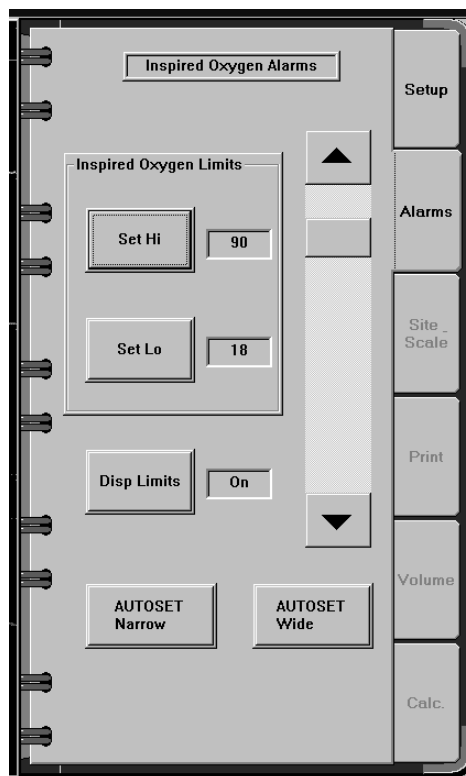 Inspired Oxygen Alarms
Inspired Oxygen Limits
Set Hi
90
Set Lo
18
Disp Limits
On
AUTOSET
Narrow
AUTOSET
Wide
Setup
Alarms
Site _
Scale
Print
Volume
Calc.